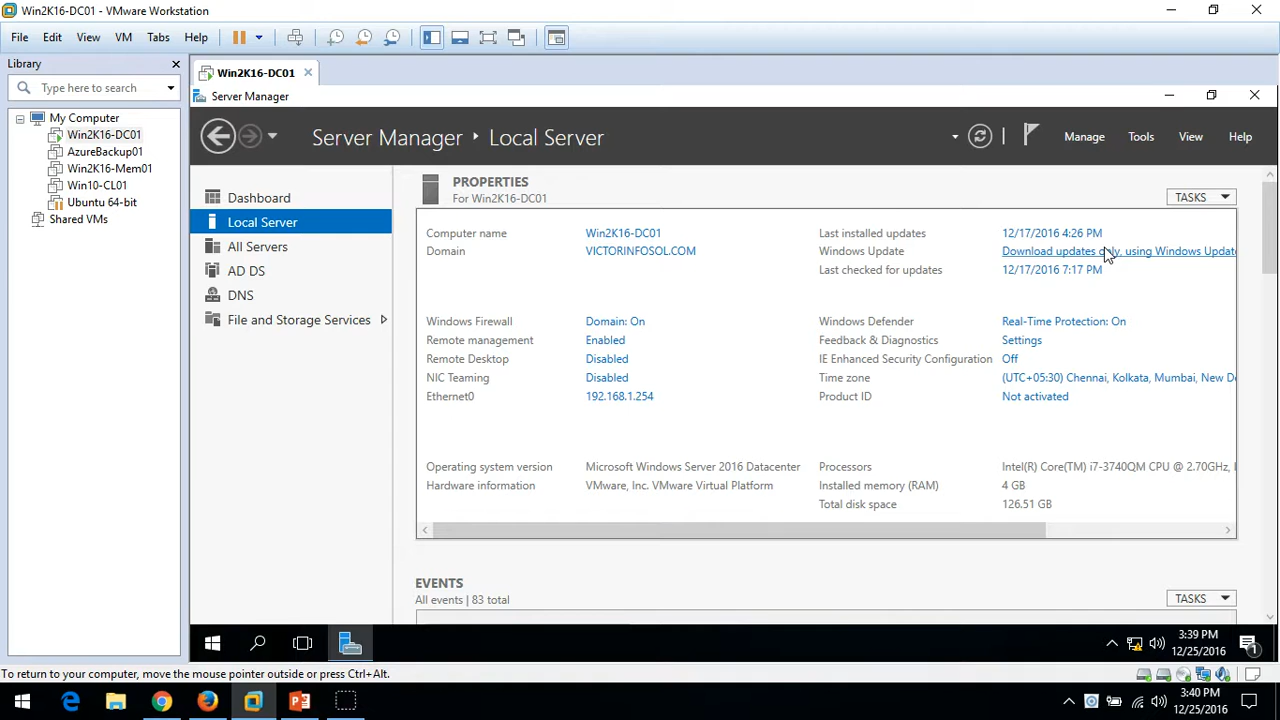 Win2K16-DC01 - VMware Workstation
File Edit View VM Tabs Help
Library
Type here to search
My Computer
Win2K16-DC01
AzureBackup01
Win2K16-Mem01
Win10-CL01
Ubuntu 64-bit
Shared VMs
Win2K16-DC01
Server Manager
Server Manager Local Server
Manage Tools View Help
Dashboard
Local Server
All Servers
AD DS
DNS
File and Storage Services
PROPERTIES
For Win2K16-DC01
TASKS
Computer name Win2K16-DC01 Last installed updates 12/17/2016 4:26 PM
Domain VICTORINFOSOL.COM Windows Update Download updates only, using Windows Update
Last checked for updates 12/17/2016 7:17 PM
Windows Firewall Domain: On Windows Defender Real-Time Protection: On
Remote management Enabled Feedback & Diagnostics Settings
Remote Desktop Disabled IE Enhanced Security Configuration Off
NIC Teaming Disabled Time zone (UTC+05:30) Chennai, Kolkata, Mumbai, New De
Ethernet0 192.168.1.254 Product ID Not activated
Operating system version Microsoft Windows Server 2016 Datacenter Processors Intel(R) Core(TM) i7-3740QM CPU @ 2.70GHz,
Hardware information VMware, Inc. VMware Virtual Platform Installed memory (RAM) 4 GB
Total disk space 126.51 GB
EVENTS
All events | 83 total
TASKS
3:39 PM
12/25/2016
1
To return to your computer, move the mouse pointer outside or press Ctrl+Alt.
3:40 PM
12/25/2016